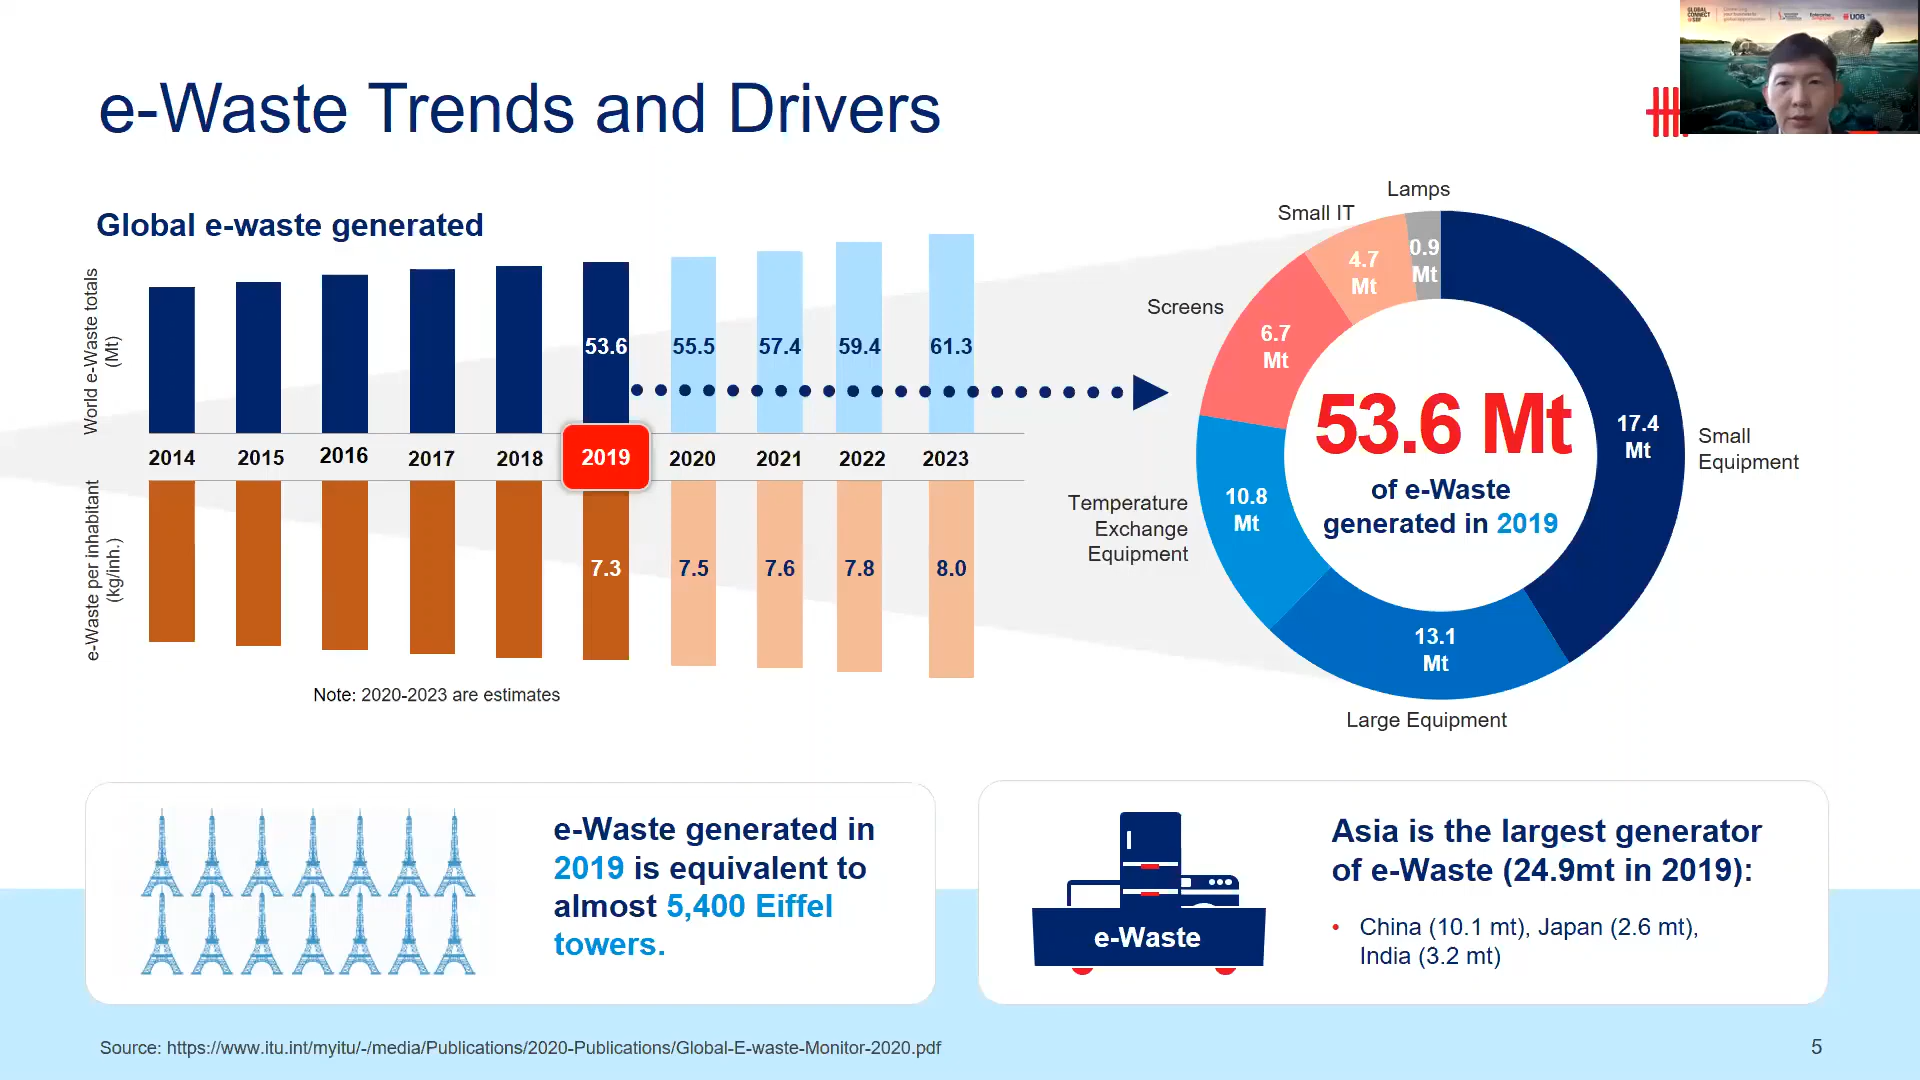 e-Waste Trends and Drivers
Global e-waste generated
World e-Waste totals
(Mt)
53.6
55.5
57.4
59.4
61.3
2014
2015
2016
2017
2018
2019
2020
2021
2022
2023
e-Waste per inhabitant
(kg/inh.)
7.3
7.5
7.6
7.8
8.0
Note: 2020-2023 are estimates
Lamps
Small IT
Screens
Temperature
Exchange
Equipment
Large Equipment
Small
Equipment
0.9
Mt
4.7
Mt
6.7
Mt
10.8
Mt
13.1
Mt
17.4
Mt
53.6 Mt
of e-Waste
generated in 2019
e-Waste generated in
2019 is equivalent to
almost 5,400 Eiffel
towers.
e-Waste
Asia is the largest generator
of e-Waste (24.9mt in 2019):
• China (10.1 mt), Japan (2.6 mt),
India (3.2 mt)
Source: https://www.itu.int/myitu/-/media/Publications/2020-Publications/Global-E-waste-Monitor-2020.pdf
5
GLOBAL
CONNECT
@SBF
UOB